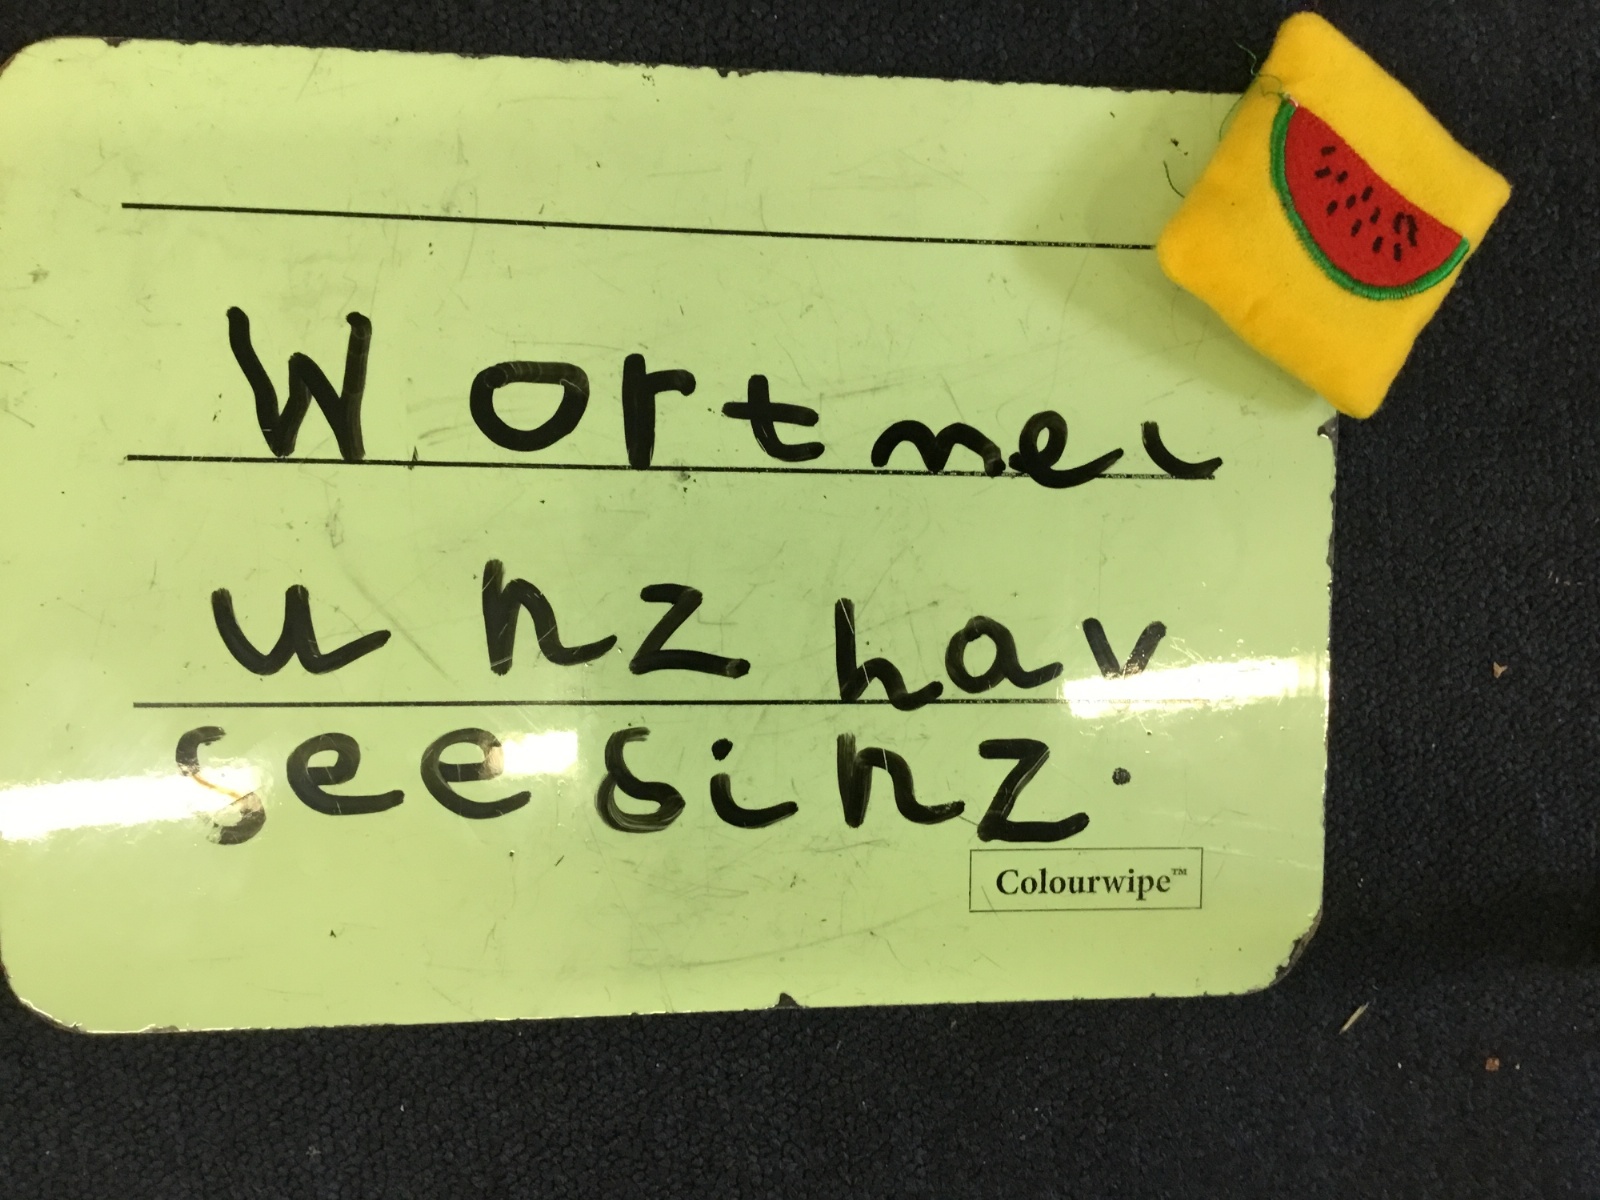 Wortmel
unz hav
seesinz.
Colourwipe™